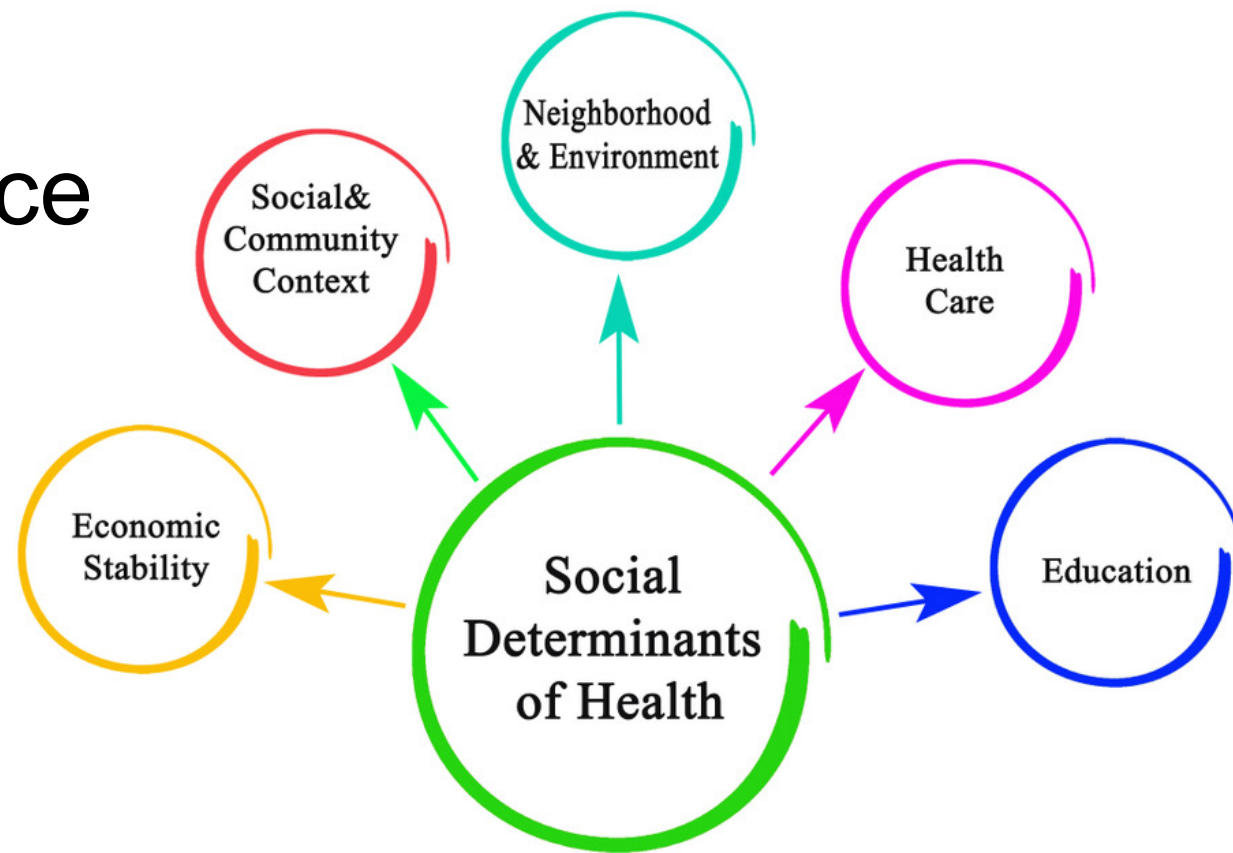 ce
Neighborhood
& Environment
Social&
Community
Context
Health
Care
Economic
Stability
Education
Social
Determinants
of Health